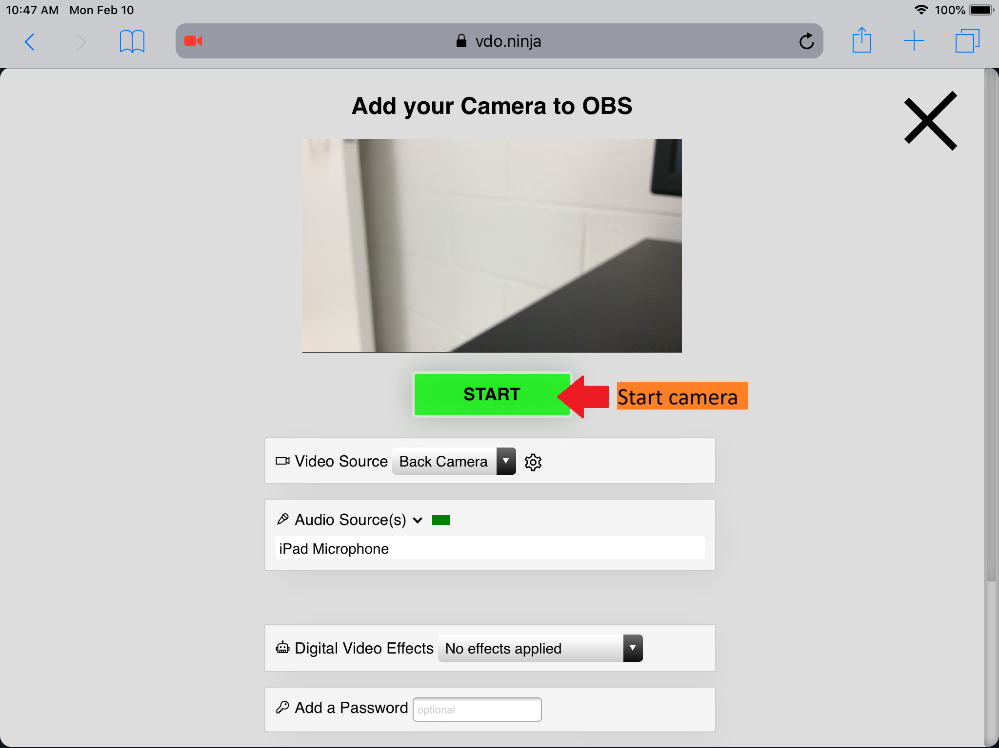 10:47 AM Mon Feb 10
100%
vdo.ninja
Add your Camera to OBS
START
Start camera
Video Source Back Camera
Audio Source(s)
iPad Microphone
Digital Video Effects No effects applied
Add a Password optional